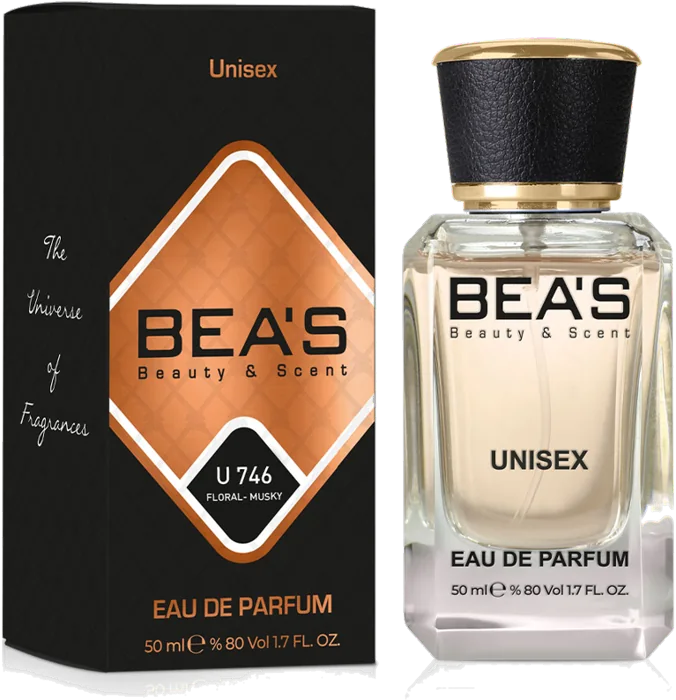 Unisex
The
Universe
of
Fragrances
BEA'S
Beauty & Scent
U 746
FLORAL- MUSKY
EAU DE PARFUM
50 ml ℮ % 80 Vol 1.7 FL. OZ.
BEA'S
Beauty & Scent
UNISEX
EAU DE PARFUM
50 ml ℮ % 80 Vol 1.7 FL. OZ.